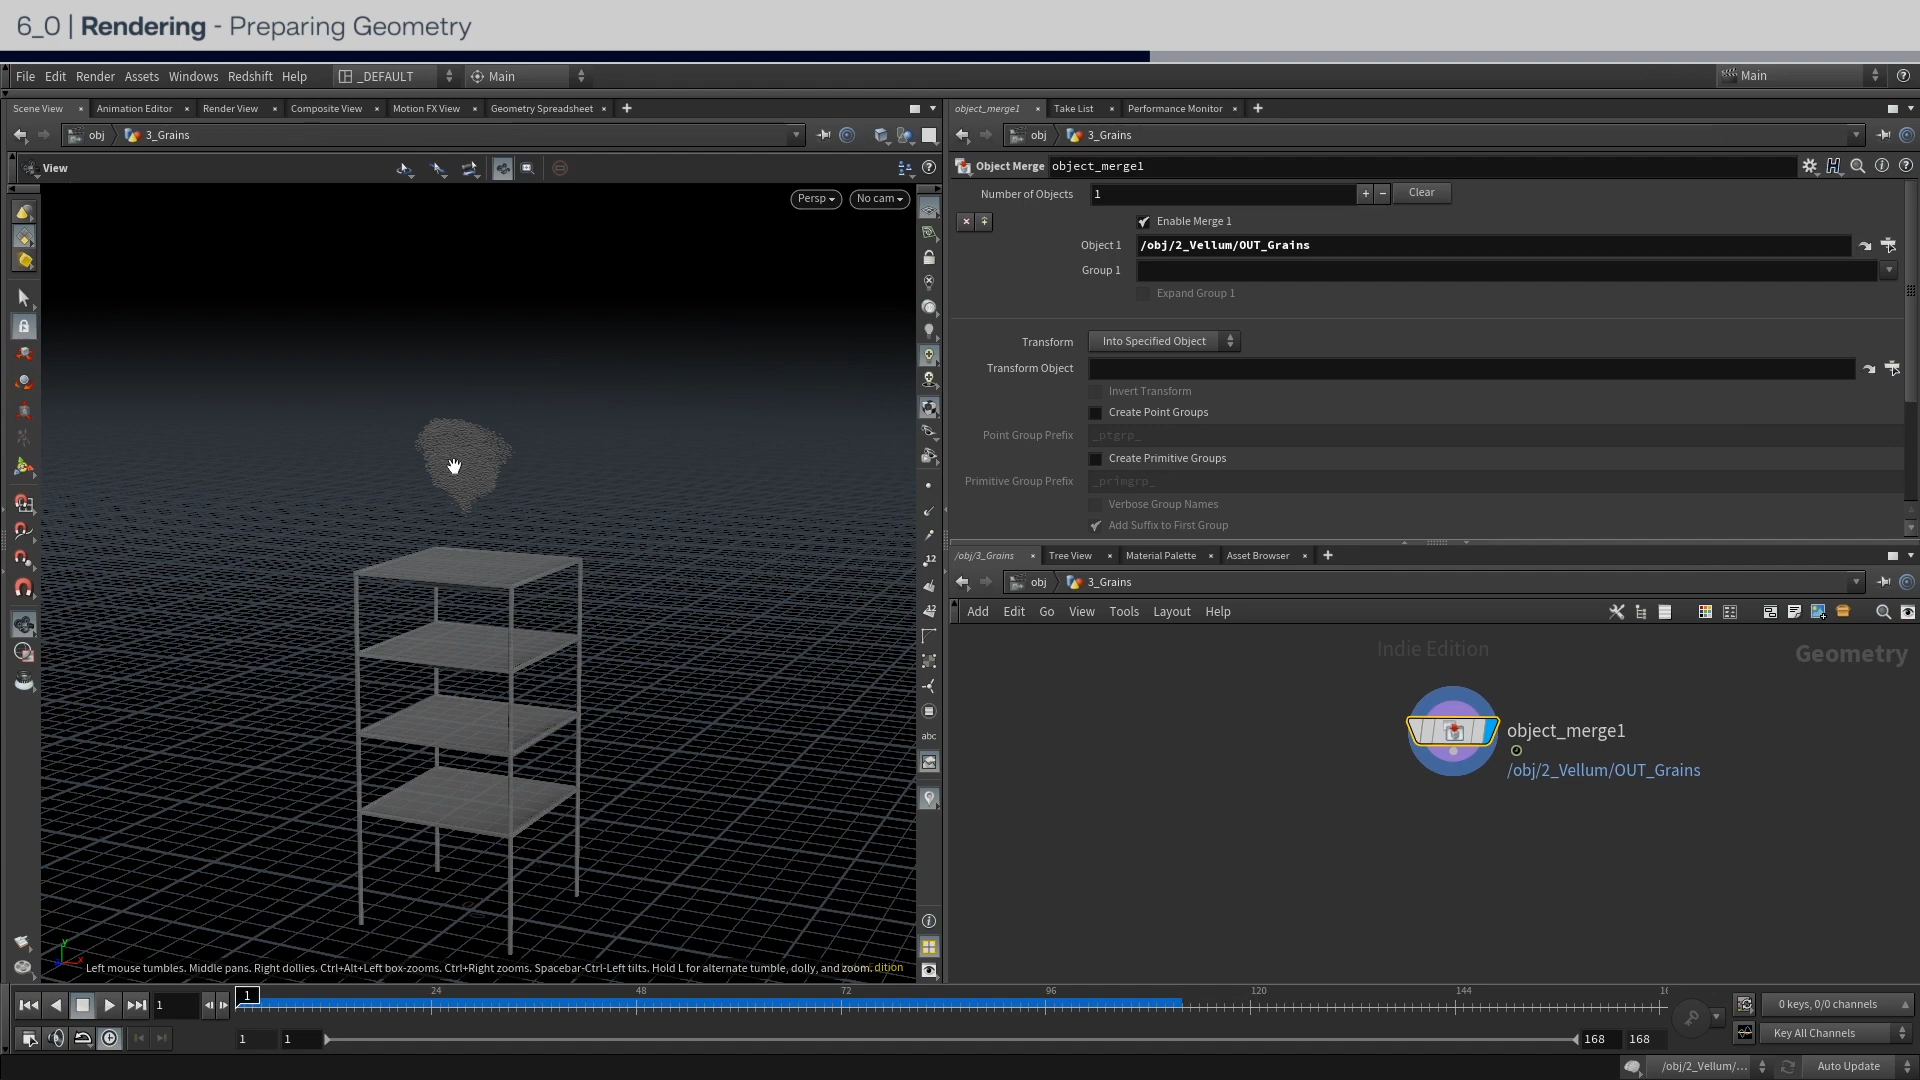 6_0 | Rendering - Preparing Geometry
File Edit Render Assets Windows Redshift Help _DEFAULT Main Main
Scene View Animation Editor Render View Composite View Motion FX View Geometry Spreadsheet
obj 3_Grains
View
Persp No cam
Left mouse tumbles. Middle pans. Right dollies. Ctrl+Alt+Left box-zooms. Ctrl+Right zooms. Spacebar-Ctrl-Left tilts. Hold L for alternate tumble, dolly, and zoom. dition
12
12
abc
object_merge1 Take List Performance Monitor
obj 3_Grains
Object Merge object_merge1
Number of Objects 1 Clear
Enable Merge 1
Object 1 /obj/2_Vellum/OUT_Grains
Group 1
Expand Group 1
Transform Into Specified Object
Transform Object
Invert Transform
Create Point Groups
Point Group Prefix _ptgrp_
Create Primitive Groups
Primitive Group Prefix _primgrp_
Verbose Group Names
Add Suffix to First Group
/obj/3_Grains Tree View Material Palette Asset Browser
obj 3_Grains
Add Edit Go View Tools Layout Help
Indie Edition Geometry
object_merge1
/obj/2_Vellum/OUT_Grains
1 1 24 48 72 96 120 144 16
0 keys, 0/0 channels
1 1 168 168 Key All Channels
/obj/2_Vellum/... Auto Update